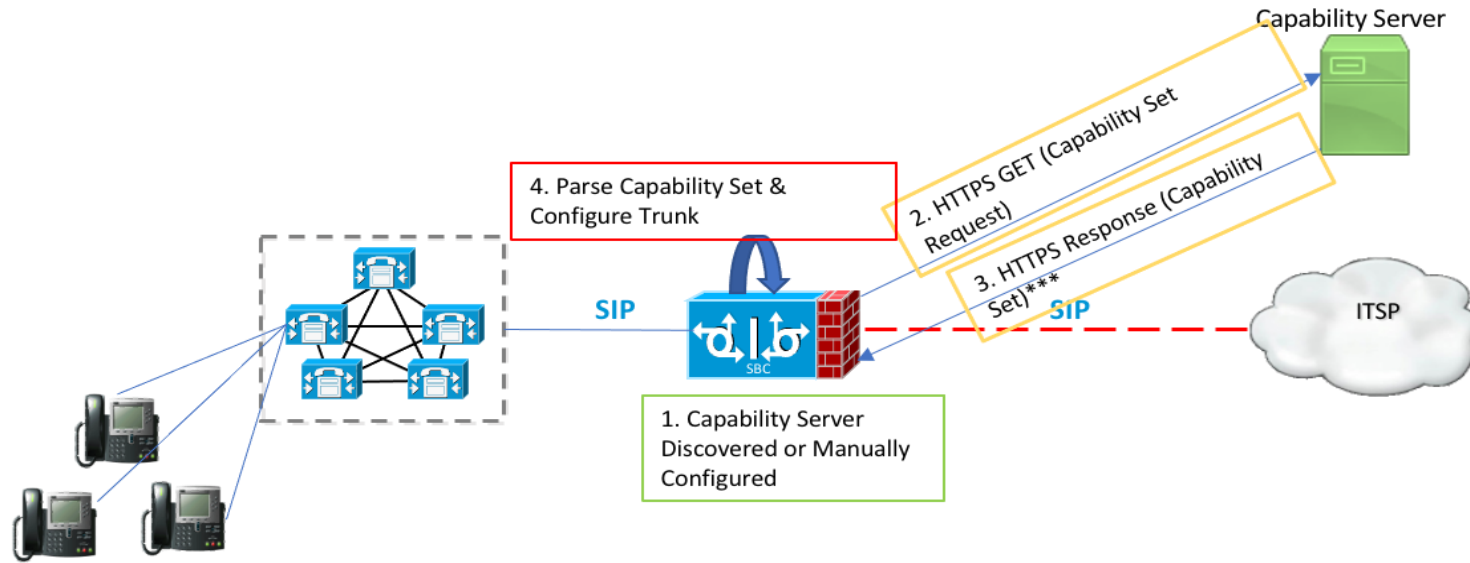 Capability Server
2. HTTPS GET (Capability Set
Request)
3. HTTPS Response (Capability
Set)***
4. Parse Capability Set &
Configure Trunk
SIP
SIP
ITSP
SBC
1. Capability Server
Discovered or Manually
Configured